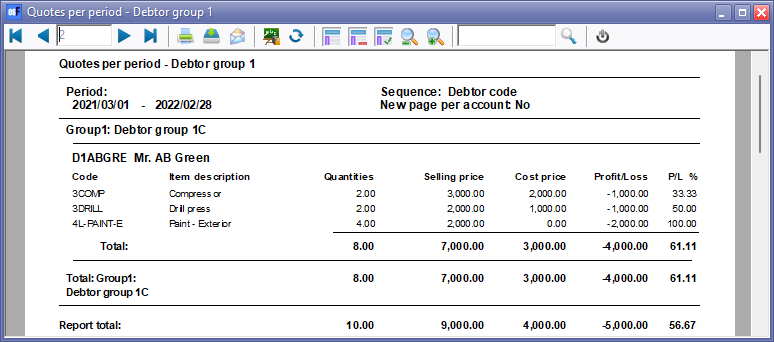 Quotes per period - Debtor group 1
2
Quotes per period - Debtor group 1
Period: Sequence: Debtor code
2021/03/01 - 2022/02/28 New page per account: No
Group1: Debtor group 1C
D1ABGRE Mr. AB Green
Code Item description Quantities Selling price Cost price Profit/Loss P/L %
3COMP Compressor 2.00 3,000.00 2,000.00 -1,000.00 33.33
3DRILL Drill press 2.00 2,000.00 1,000.00 -1,000.00 50.00
4L-PAINT-E Paint - Exterior 4.00 2,000.00 0.00 -2,000.00 100.00
Total: 8.00 7,000.00 3,000.00 -4,000.00 61.11
Total: Group1: 8.00 7,000.00 3,000.00 -4,000.00 61.11
Debtor group 1C
Report total: 10.00 9,000.00 4,000.00 -5,000.00 56.67